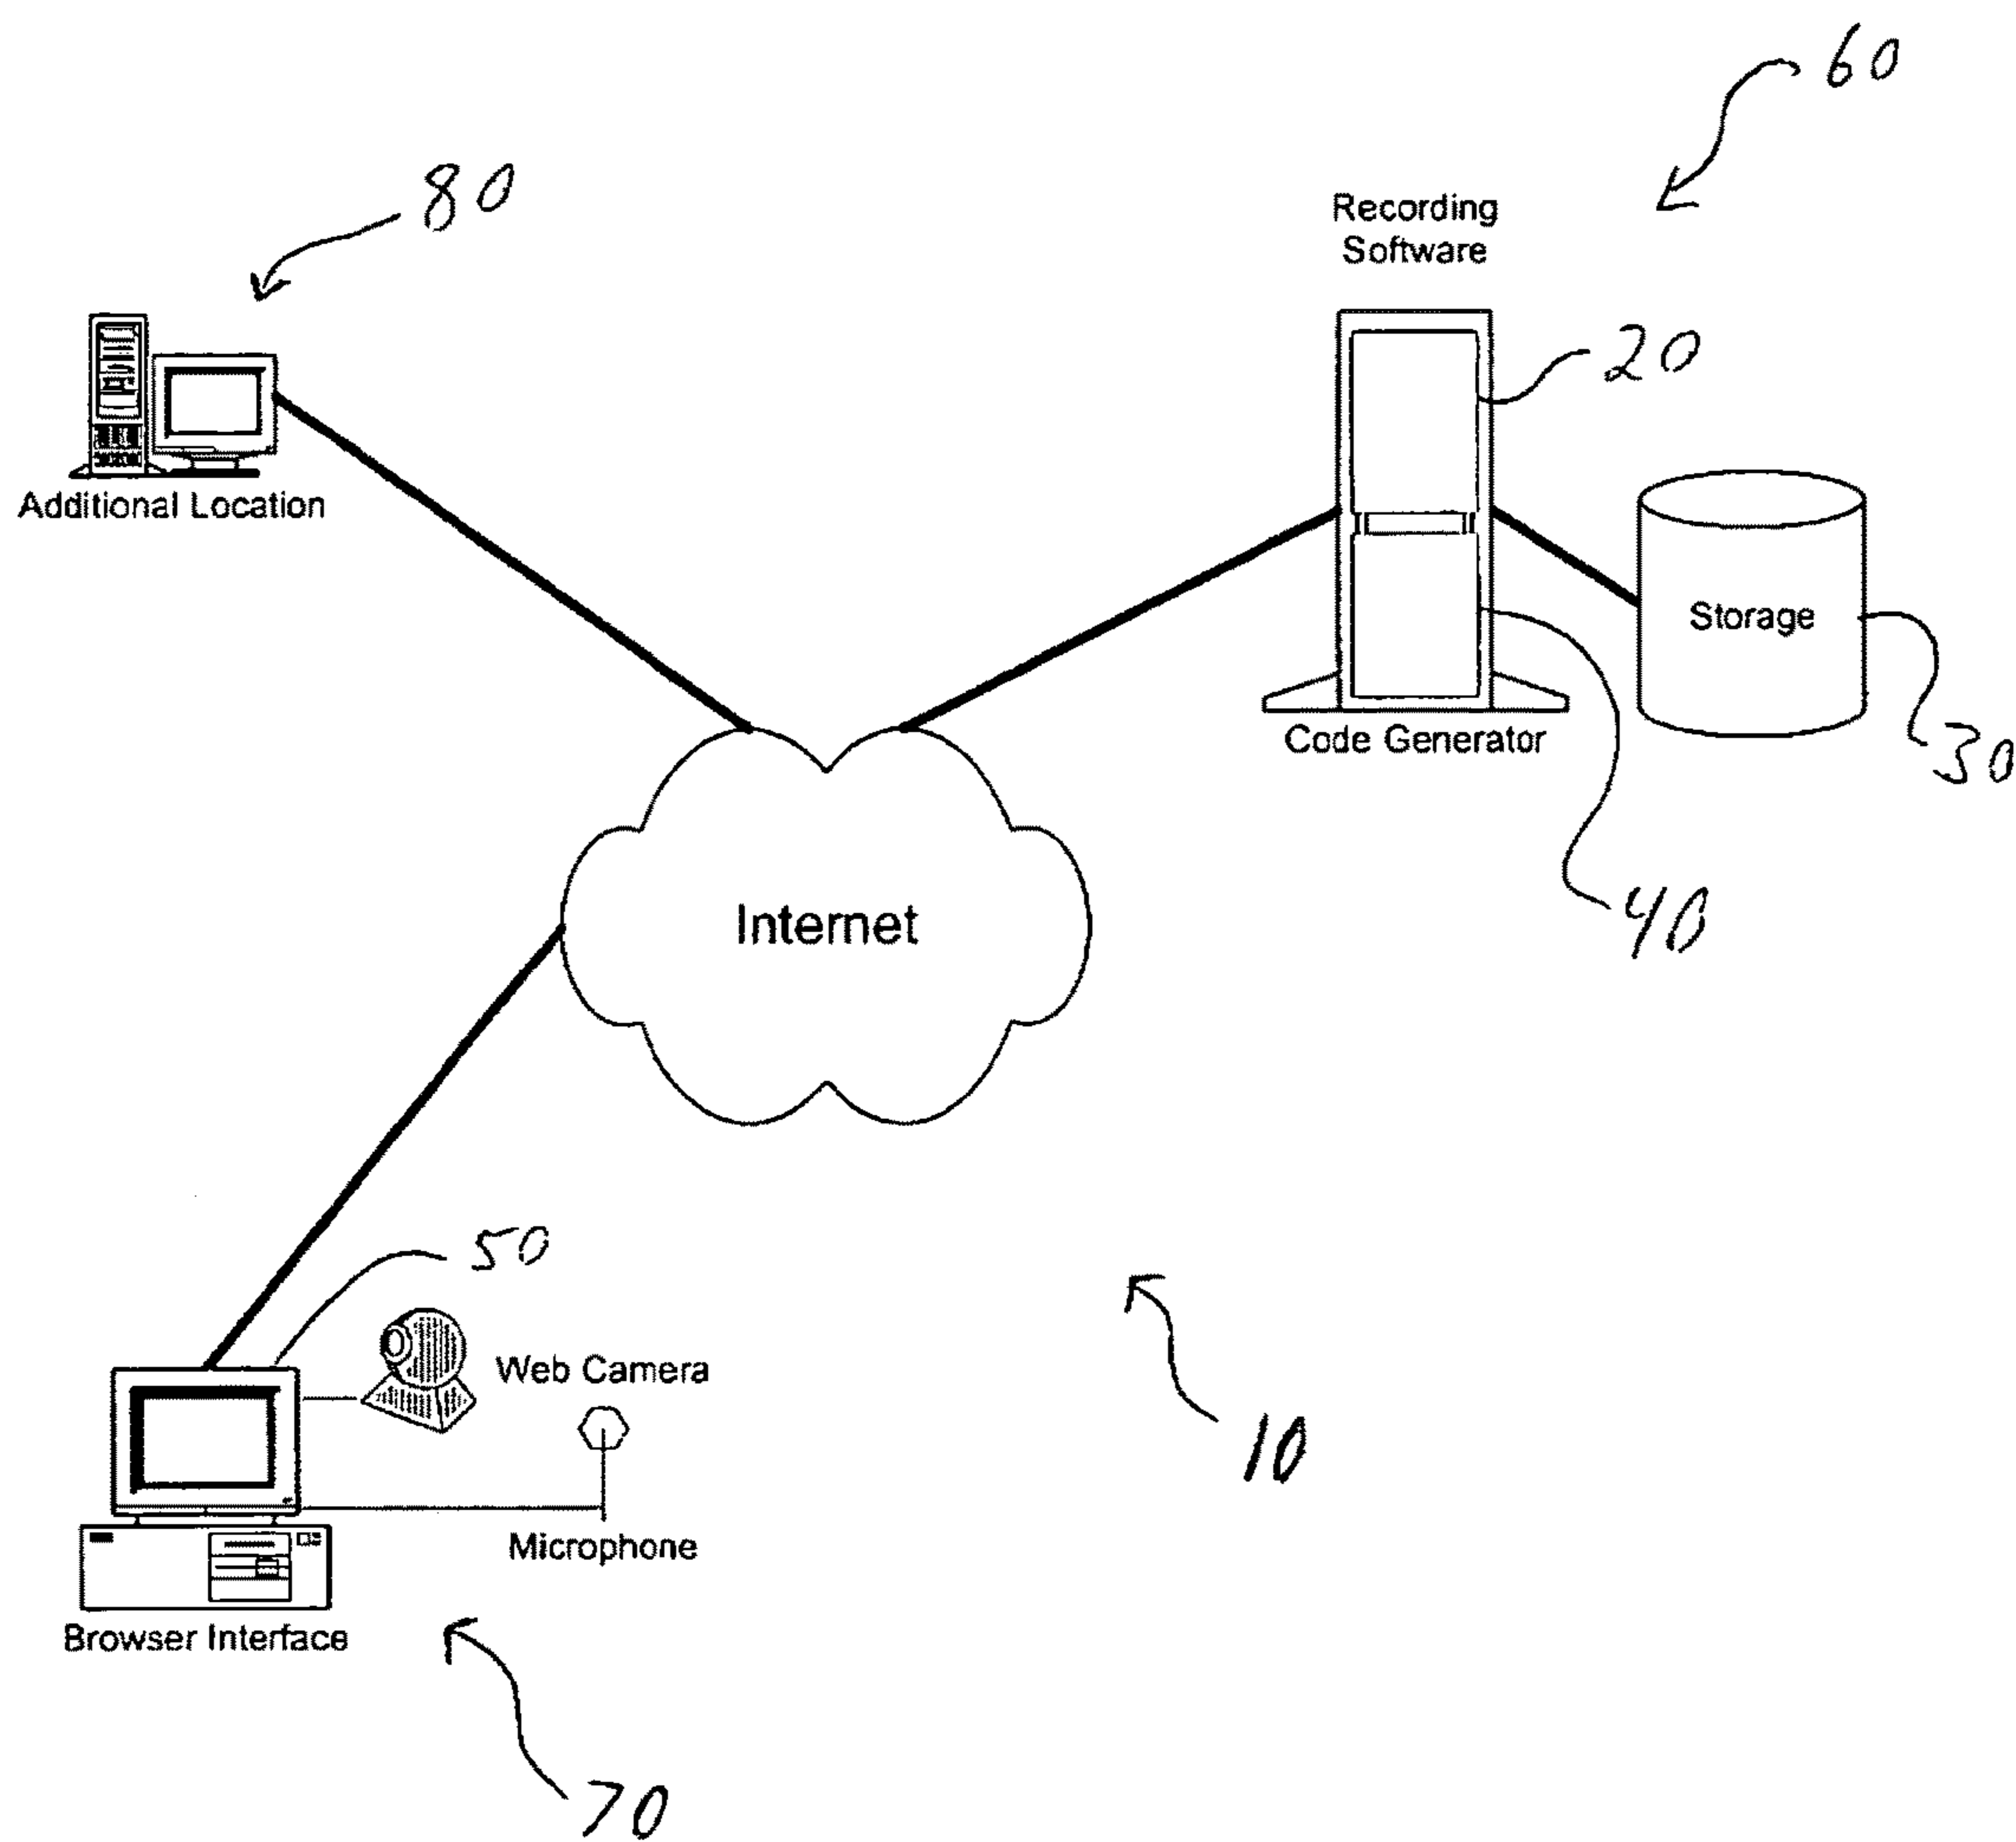 60
80
Recording
Software
20
Additional Location
Storage
Code Generator
30
40
Internet
50
Web Camera
10
Microphone
Browser Interface
70